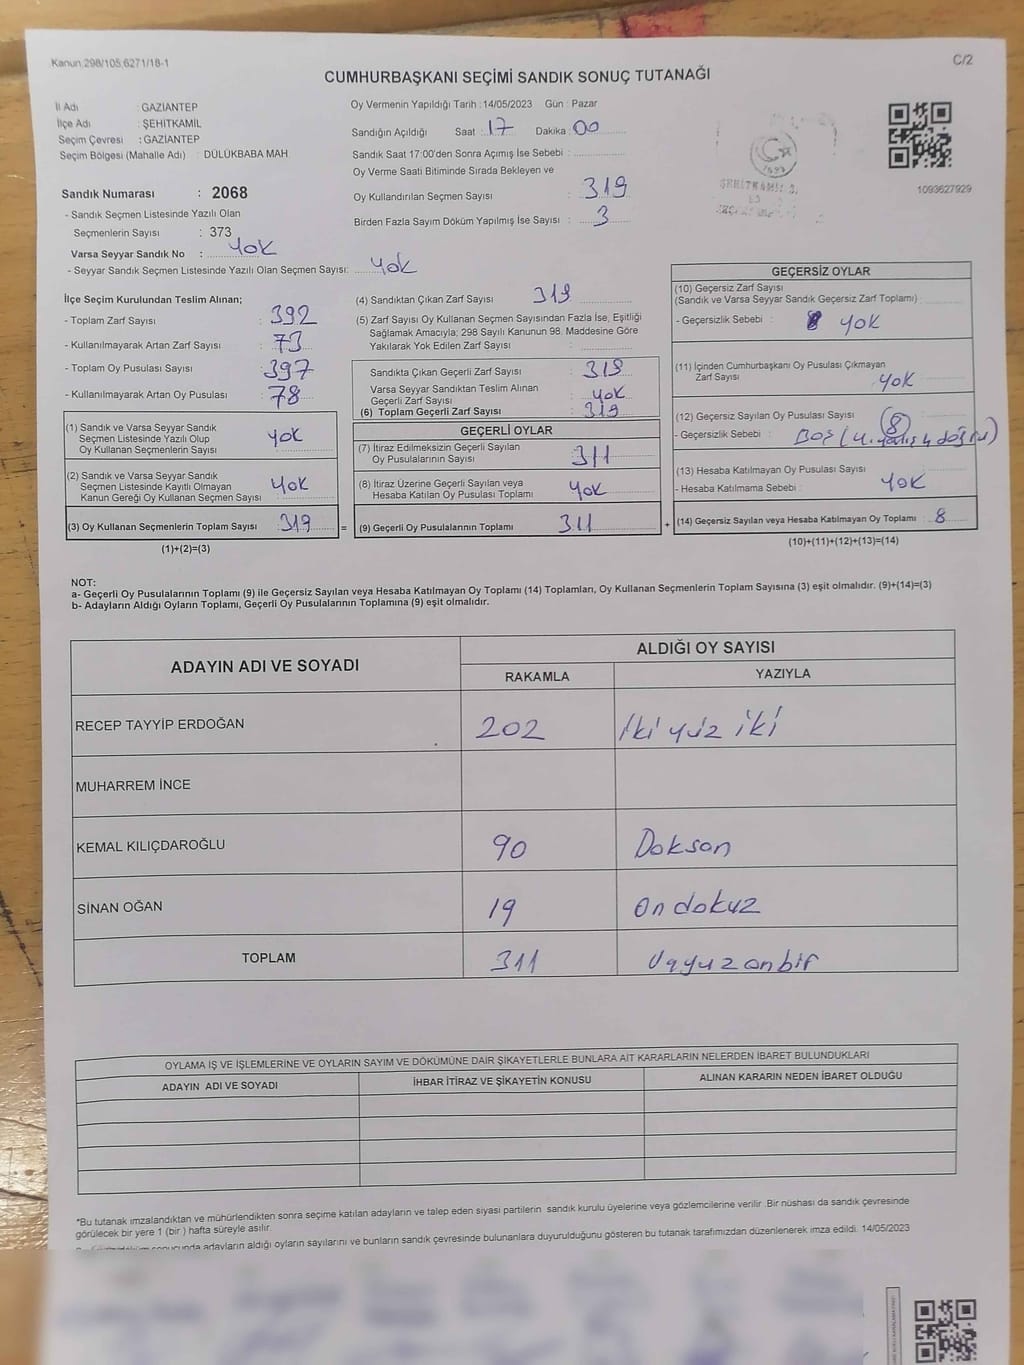 Kanun:298/105,6271/18-1
C/2
CUMHURBAŞKANI SEÇİMİ SANDIK SONUÇ TUTANAĞI
İl Adı : GAZİANTEP
İlçe Adı : ŞEHİTKAMİL
Seçim Çevresi : GAZİANTEP
Seçim Bölgesi (Mahalle Adı) : DÜLÜKBABA MAH.
Sandık Numarası : 2068
- Sandık Seçmen Listesinde Yazılı Olan
Seçmenlerin Sayısı : 373
Varsa Seyyar Sandık No : YOK
- Seyyar Sandık Seçmen Listesinde Yazılı Olan Seçmen Sayısı: YOK
Oy Vermenin Yapıldığı Tarih : 14/05/2023 Gün : Pazar
Sandığın Açıldığı Saat : 17 Dakika : 00
Sandık Saat 17:00'den Sonra Açımış İse Sebebi :
Oy Verme Saati Bitiminde Sırada Bekleyen ve
Oy Kullandırılan Seçmen Sayısı : 319
Birden Fazla Sayım Döküm Yapılmış İse Sayısı : 3
1093627929
İlçe Seçim Kurulundan Teslim Alınan;
- Toplam Zarf Sayısı : 392
- Kullanılmayarak Artan Zarf Sayısı : 73
- Toplam Oy Pusulası Sayısı : 397
- Kullanılmayarak Artan Oy Pusulası : 78
(1) Sandık ve Varsa Seyyar Sandık
Seçmen Listesinde Yazılı Olup
Oy Kullanan Seçmenlerin Sayısı YOK
(2) Sandık ve Varsa Seyyar Sandık
Seçmen Listesinde Kayıtlı Olmayan
Kanun Gereği Oy Kullanan Seçmen Sayısı YOK
(3) Oy Kullanan Seçmenlerin Toplam Sayısı 319 =
(1)+(2)=(3)
(4) Sandıktan Çıkan Zarf Sayısı 319
(5) Zarf Sayısı Oy Kullanan Seçmen Sayısından Fazla İse, Eşitliği
Sağlamak Amacıyla; 298 Sayılı Kanunun 98. Maddesine Göre
Yakılarak Yok Edilen Zarf Sayısı :
Sandıkta Çıkan Geçerli Zarf Sayısı : 319
Varsa Seyyar Sandıktan Teslim Alınan
Geçerli Zarf Sayısı : YOK
(6) Toplam Geçerli Zarf Sayısı : 319
GEÇERLİ OYLAR
(7) İtiraz Edilmeksizin Geçerli Sayılan
Oy Pusulalarının Sayısı 311
(8) İtiraz Üzerine Geçerli Sayılan veya
Hesaba Katılan Oy Pusulası Toplamı YOK
(9) Geçerli Oy Pusulalarının Toplamı 311 +
GEÇERSİZ OYLAR
(10) Geçersiz Zarf Sayısı
(Sandık ve Varsa Seyyar Sandık Geçersiz Zarf Toplamı) :
- Geçersizlik Sebebi : YOK
(11) İçinden Cumhurbaşkanı Oy Pusulası Çıkmayan
Zarf Sayısı YOK
(12) Geçersiz Sayılan Oy Pusulası Sayısı : 8
- Geçersizlik Sebebi : BOŞ (4 yanlış 4 doğru)
(13) Hesaba Katılmayan Oy Pusulası Sayısı :
- Hesaba Katılmama Sebebi : YOK
(14) Geçersiz Sayılan veya Hesaba Katılmayan Oy Toplamı : 8
(10)+(11)+(12)+(13)=(14)
NOT:
a- Geçerli Oy Pusulalarının Toplamı (9) ile Geçersiz Sayılan veya Hesaba Katılmayan Oy Toplamı (14) Toplamları, Oy Kullanan Seçmenlerin Toplam Sayısına (3) eşit olmalıdır. (9)+(14)=(3)
b- Adayların Aldığı Oyların Toplamı, Geçerli Oy Pusulalarının Toplamına (9) eşit olmalıdır.
ADAYIN ADI VE SOYADI
ALDIĞI OY SAYISI
RAKAMLA YAZIYLA
RECEP TAYYİP ERDOĞAN 202 iki yüz iki
MUHARREM İNCE
KEMAL KILIÇDAROĞLU 90 Doksan
SİNAN OĞAN 19 on dokuz
TOPLAM 311 Üçyüz onbir
OYLAMA İŞ VE İŞLEMLERİNE VE OYLARIN SAYIM VE DÖKÜMÜNE DAİR ŞİKAYETLERLE BUNLARA AİT KARARLARIN NELERDEN İBARET BULUNDUKLARI
ADAYIN ADI VE SOYADI İHBAR İTİRAZ VE ŞİKAYETİN KONUSU ALINAN KARARIN NEDEN İBARET OLDUĞU
*Bu tutanak imzalandıktan ve mühürlendikten sonra seçime katılan adayların ve talep eden siyasi partilerin sandık kurulu üyelerine veya gözlemcilerine verilir. Bir nüshası da sandık çevresinde
görülecek bir yere 1 (bir) hafta süreyle asılır.
sonucunda adayların aldığı oyların sayılarını ve bunların sandık çevresinde bulunanlara duyurulduğunu gösteren bu tutanak tarafımızdan düzenlenerek imza edildi. 14/05/2023